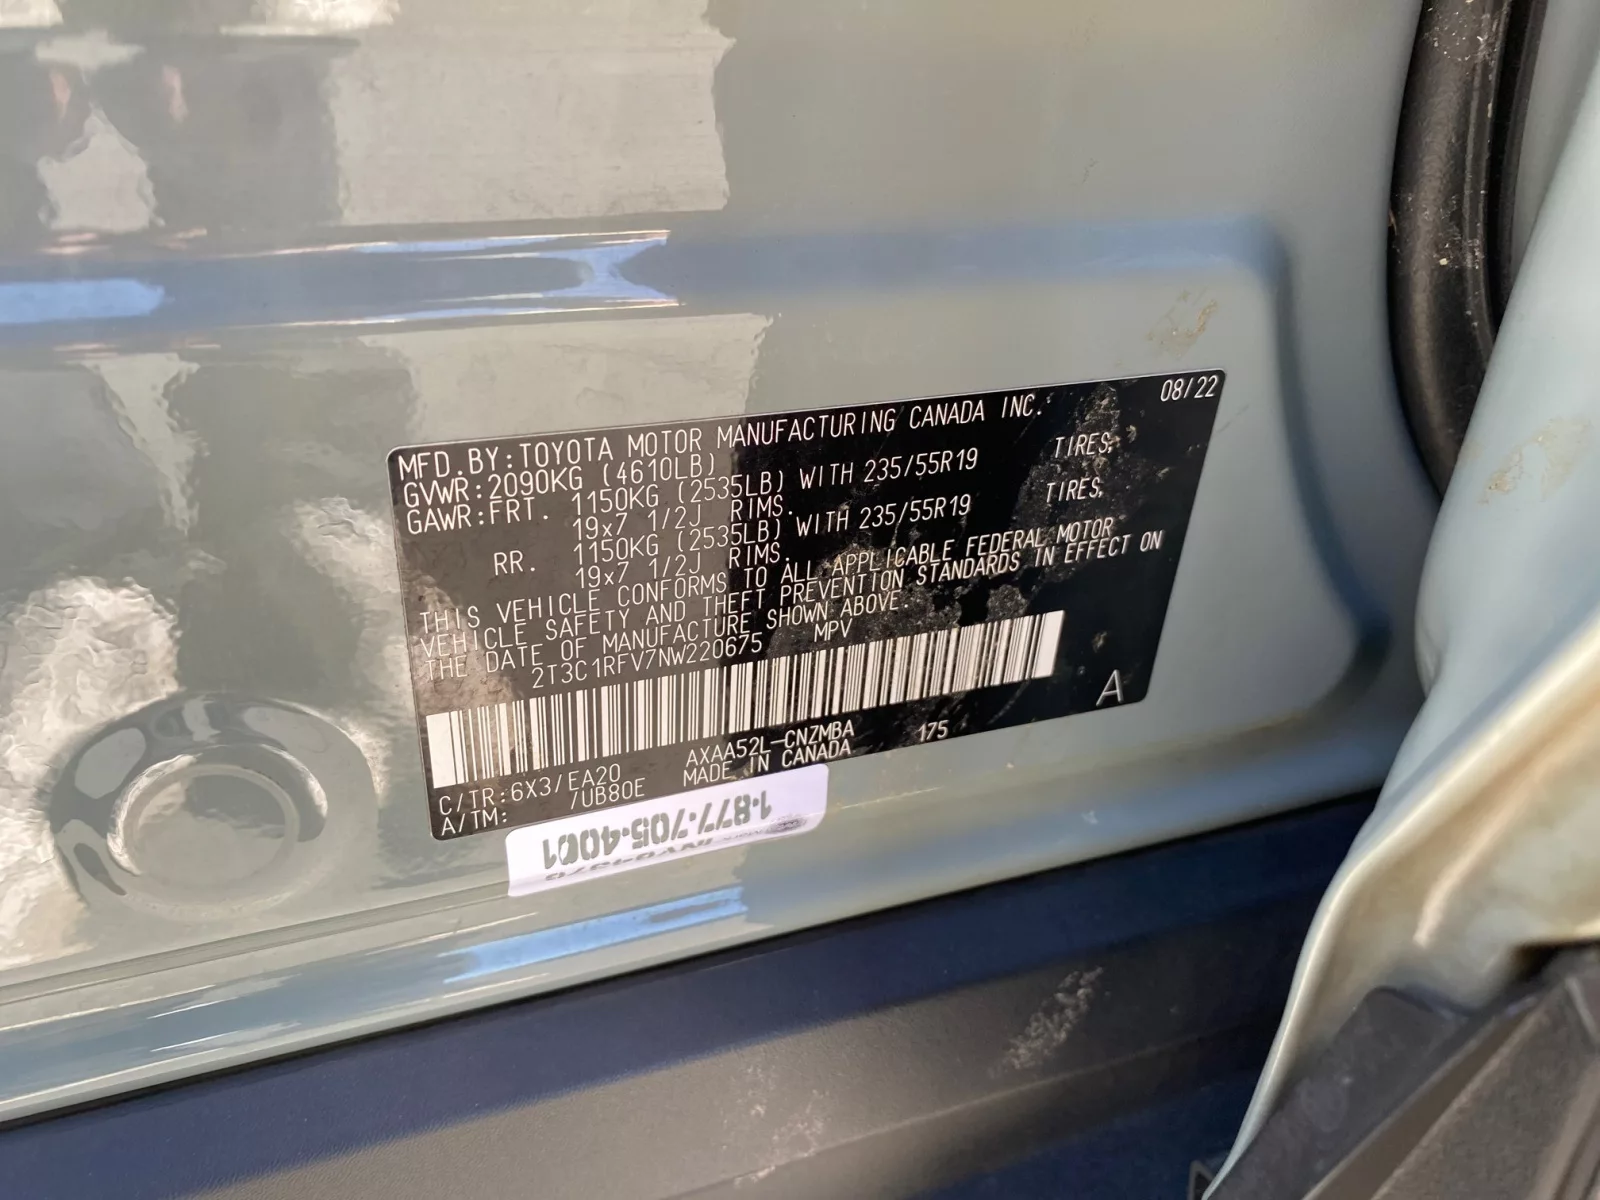 08/22
MFD.BY:TOYOTA MOTOR MANUFACTURING CANADA INC.
GVWR:2090KG (4610LB)
GAWR:FRT. 1150KG (2535LB) WITH 235/55R19 TIRES,
19x7 1/2J RIMS.
RR. 1150KG (2535LB) WITH 235/55R19 TIRES,
19x7 1/2J RIMS.
THIS VEHICLE CONFORMS TO ALL APPLICABLE FEDERAL MOTOR
VEHICLE SAFETY AND THEFT PREVENTION STANDARDS IN EFFECT ON
THE DATE OF MANUFACTURE SHOWN ABOVE.
2T3C1RFV7NW220675 MPV
A
C/TR:6X3/EA20 AXAA52L-CNZMBA 175
A/TM: /UB80E MADE IN CANADA
1-877-705-4001